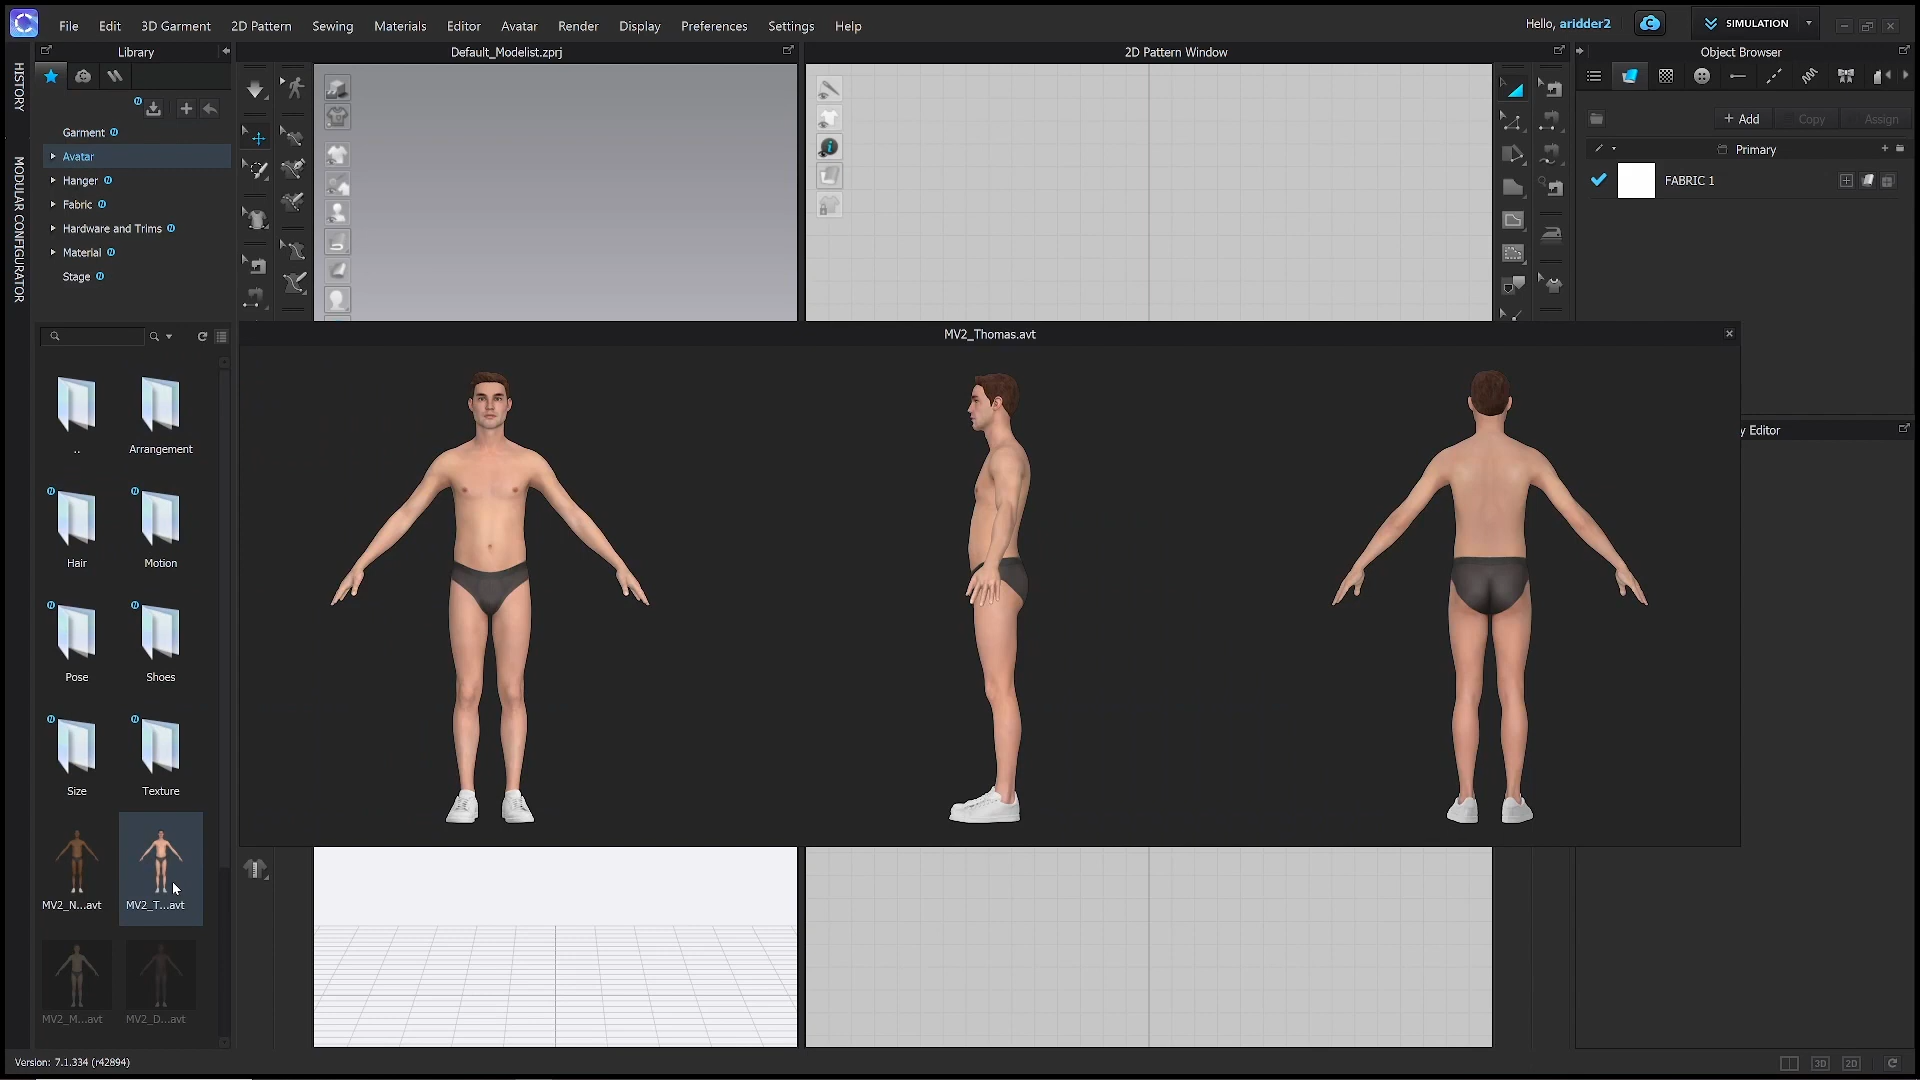 File Edit 3D Garment 2D Pattern Sewing Materials Editor Avatar Render Display Preferences Settings Help
Hello, aridder2
SIMULATION
Library
Default_Modelist.zprj
2D Pattern Window
Object Browser
HISTORY
MODULAR CONFIGURATOR
Garment N
Avatar
Hanger N
Fabric N
Hardware and Trims N
Material N
Stage N
+ Add Copy Assign
Primary
FABRIC 1
MV2_Thomas.avt
y Editor
..
Arrangement
Hair
Motion
Pose
Shoes
Size
Texture
MV2_N...avt
MV2_T...avt
MV2_M...avt
MV2_D...avt
Version: 7.1.334 (r42894)
3D
2D